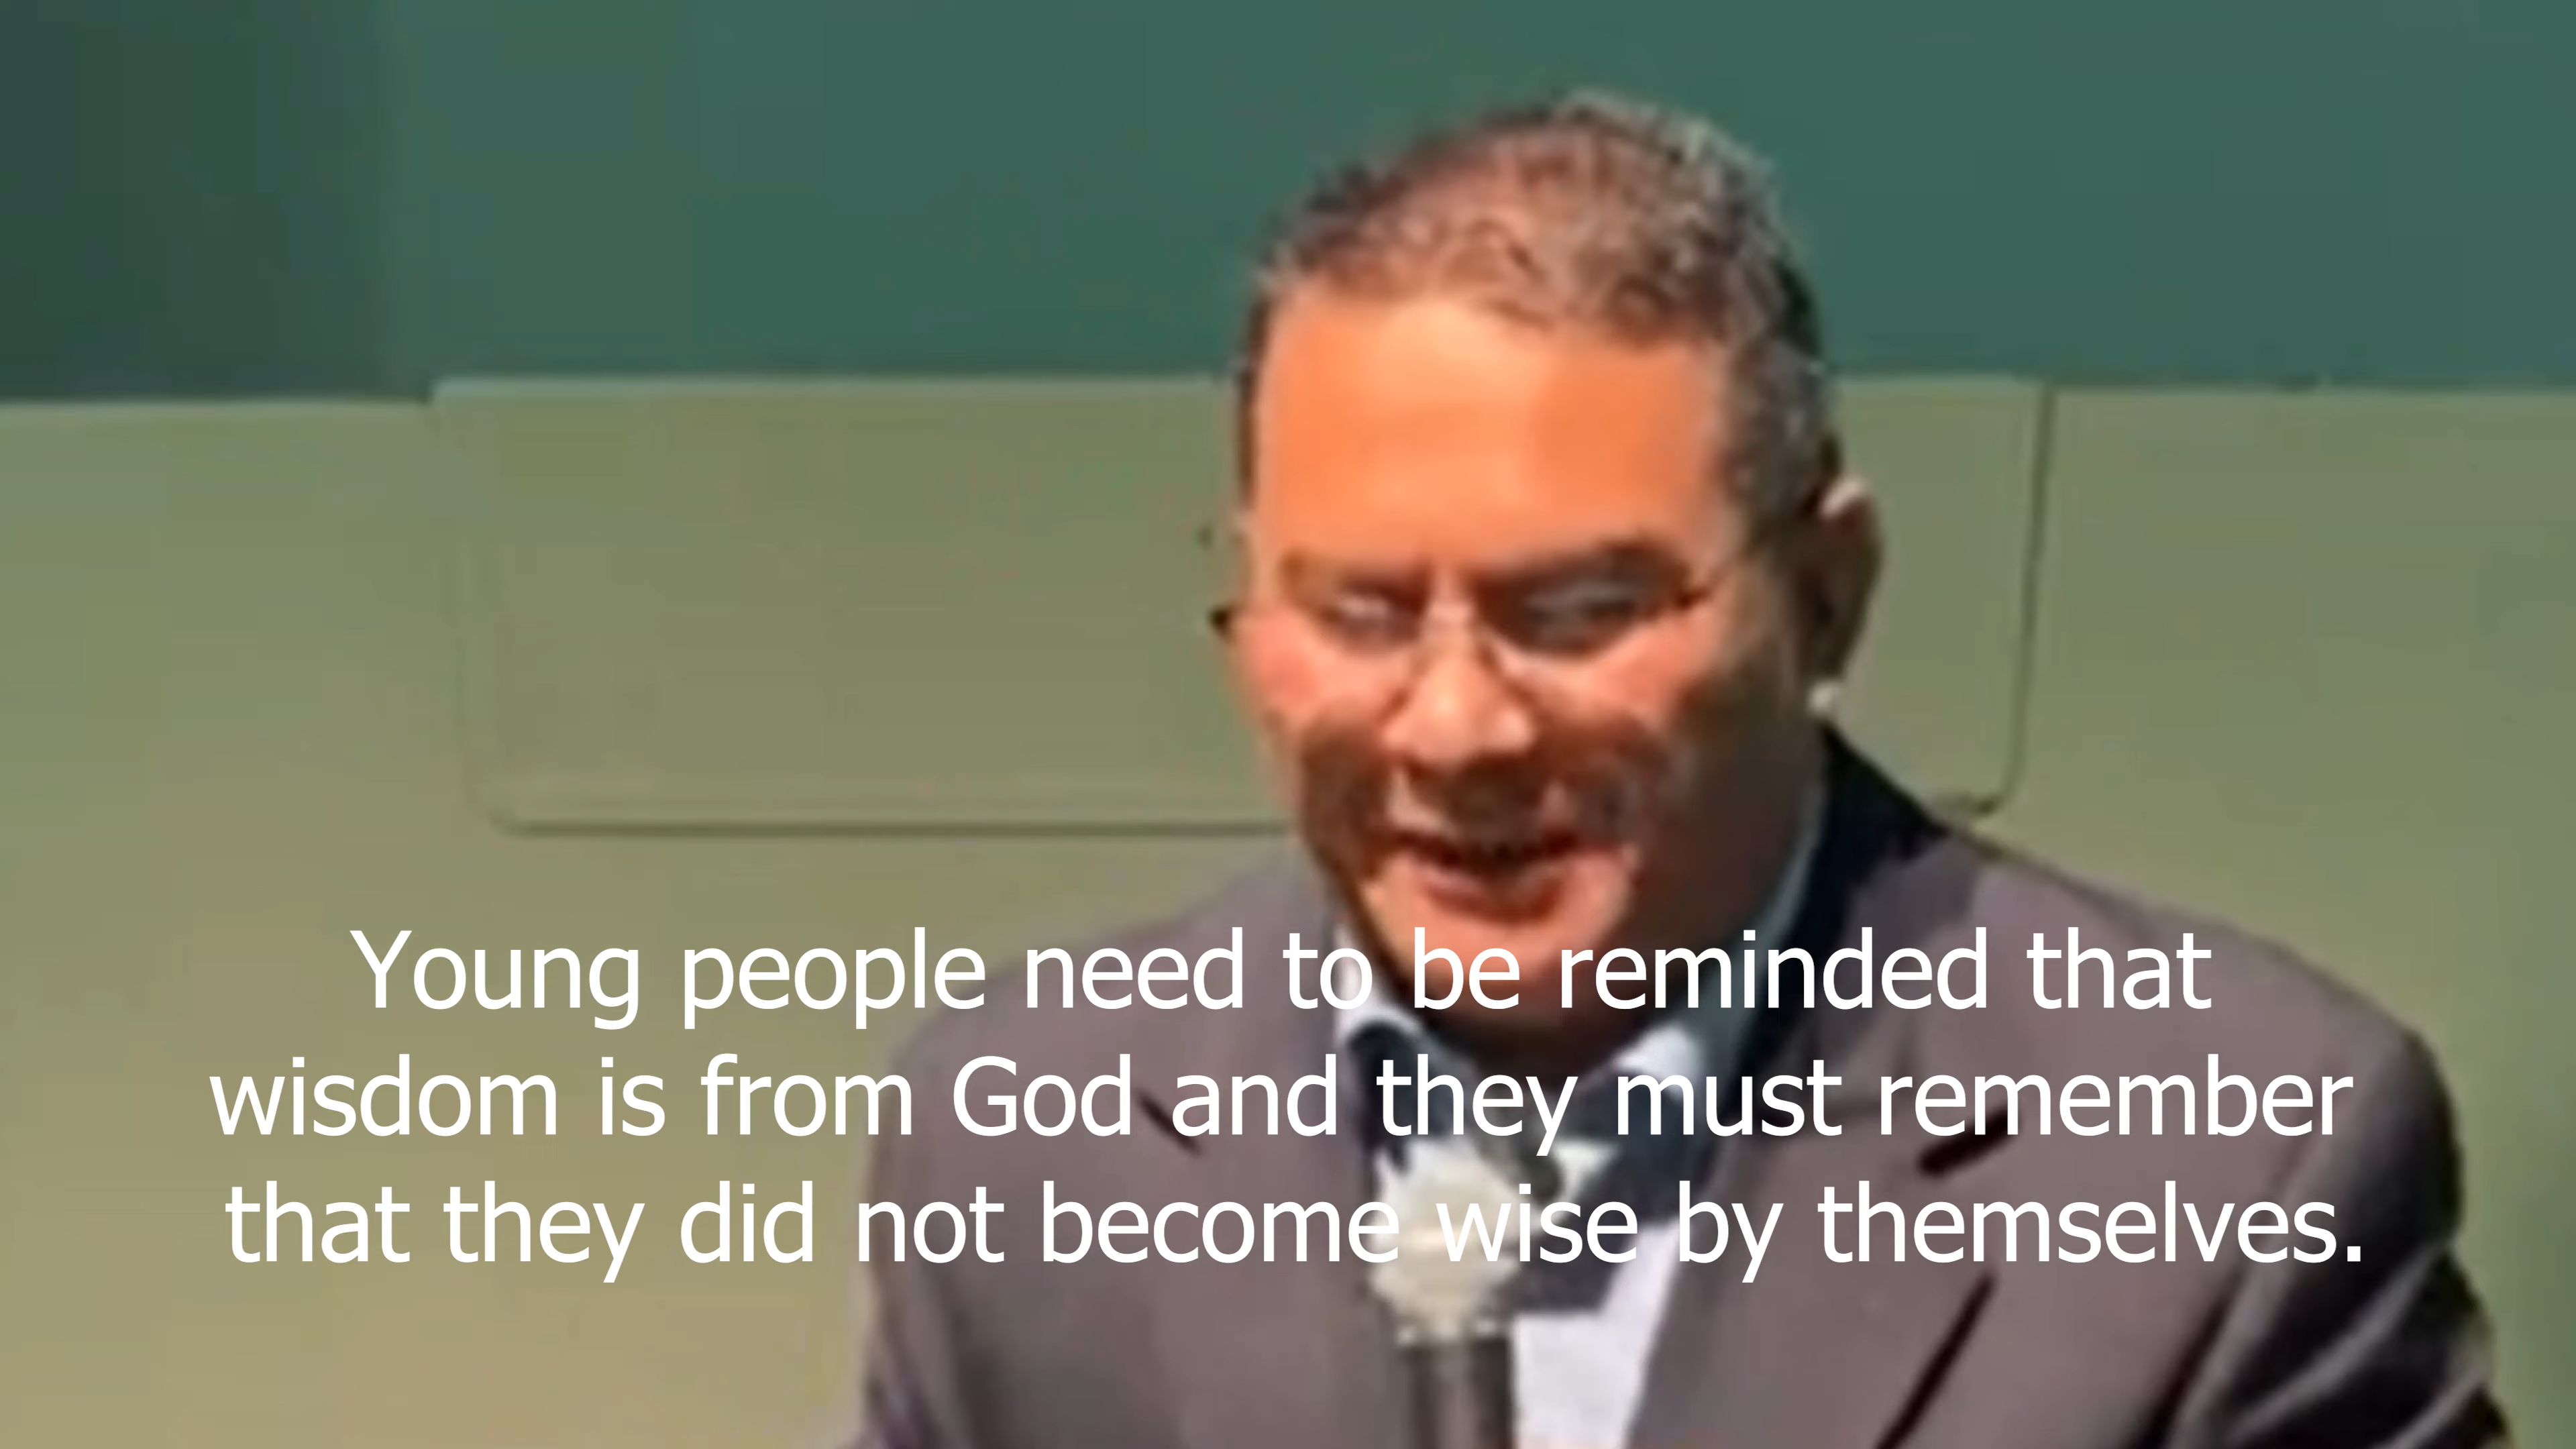 Young people need to be reminded that
wisdom is from God and they must remember
that they did not become wise by themselves.